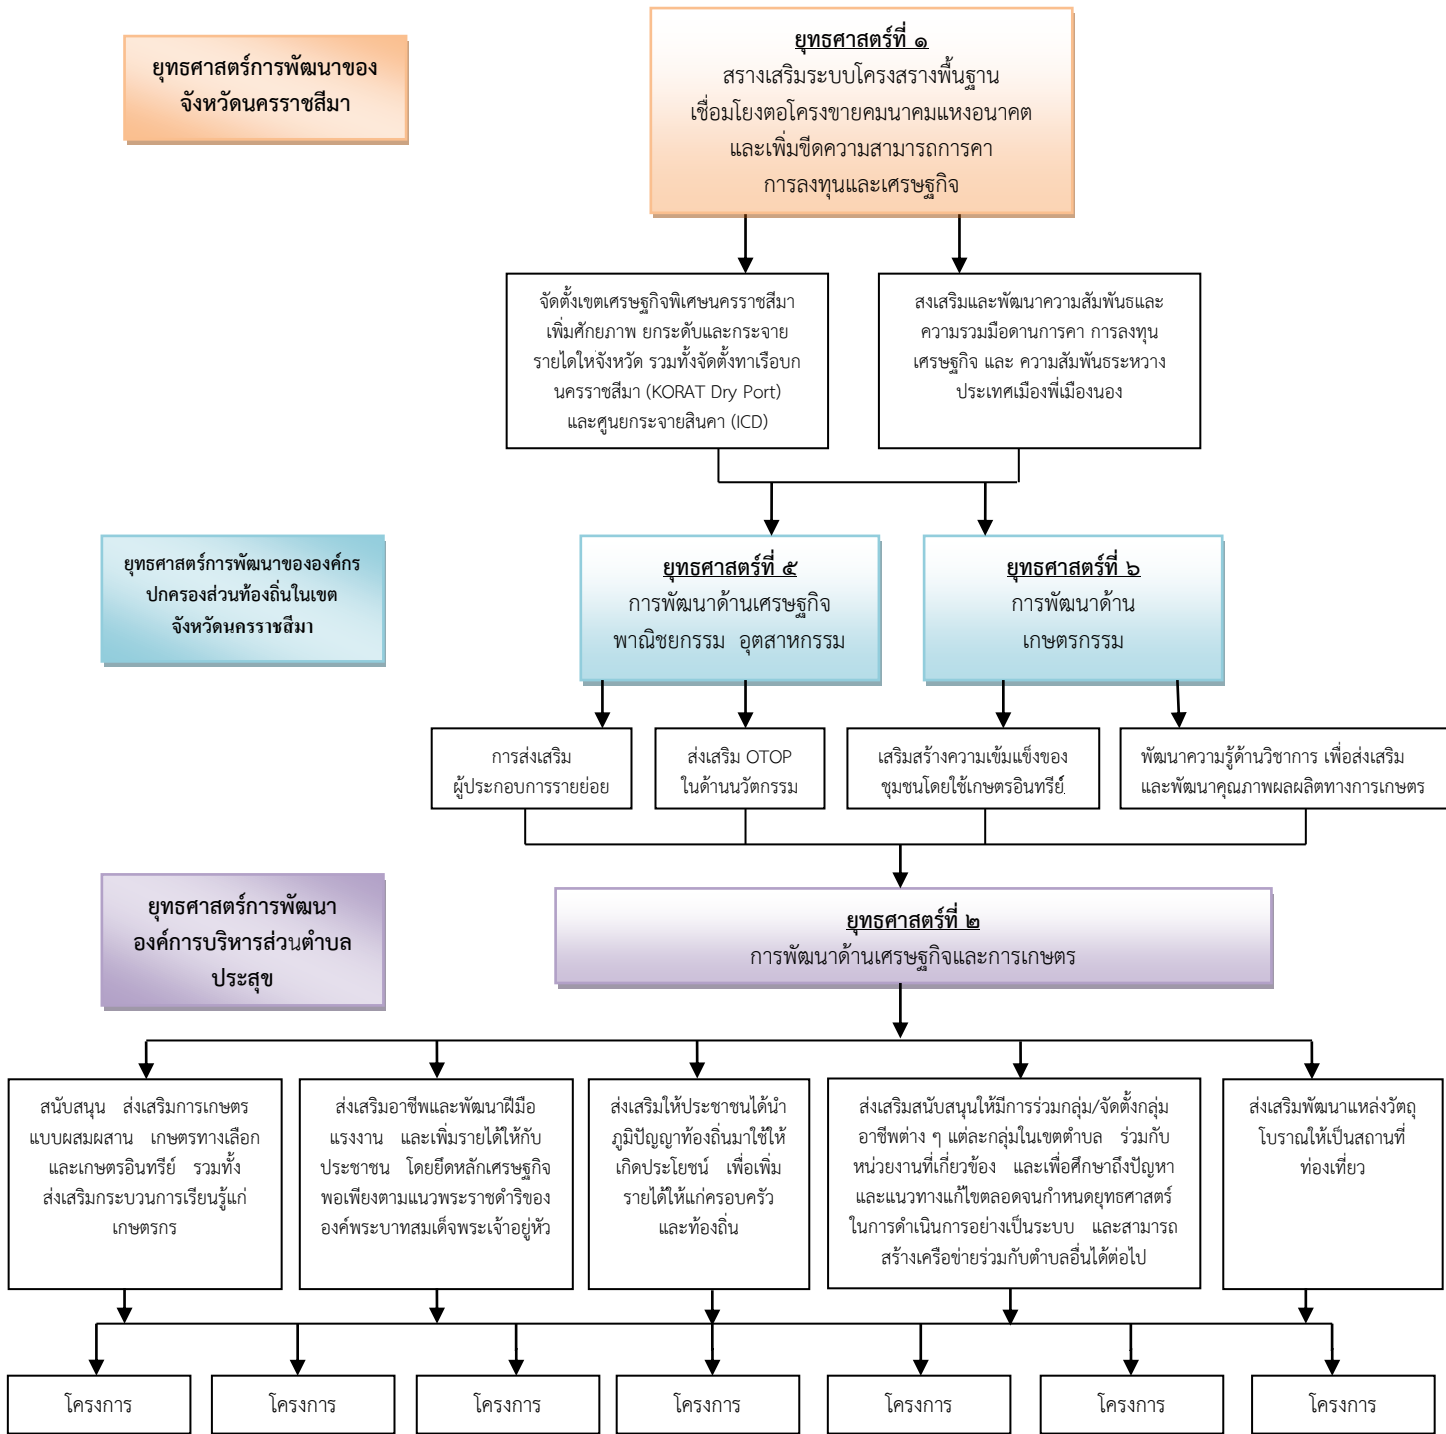 ยุทธศาสตร์การพัฒนาของ
จังหวัดนครราชสีมา
ยุทธศาสตร์ที่ ๑
สรางเสริมระบบโครงสรางพื้นฐาน
เชื่อมโยงตอโครงขายคมนาคมแหงอนาคต
และเพิ่มขีดความสามารถการคา
การลงทุนและเศรษฐกิจ
จัดตั้งเขตเศรษฐกิจพิเศษนครราชสีมา
เพิ่มศักยภาพ ยกระดับและกระจาย
รายไดใหจังหวัด รวมทั้งจัดตั้งทาเรือบก
นครราชสีมา (KORAT Dry Port)
และศูนยกระจายสินคา (ICD)
สงเสริมและพัฒนาความสัมพันธและ
ความรวมมือดานการคา การลงทุน
เศรษฐกิจ และ ความสัมพันธระหวาง
ประเทศเมืองพี่เมืองนอง
ยุทธศาสตร์การพัฒนาขององค์กร
ปกครองส่วนท้องถิ่นในเขต
จังหวัดนครราชสีมา
ยุทธศาสตร์ที่ ๕
การพัฒนาด้านเศรษฐกิจ
พาณิชยกรรม อุตสาหกรรม
ยุทธศาสตร์ที่ ๖
การพัฒนาด้าน
เกษตรกรรม
การส่งเสริม
ผู้ประกอบการรายย่อย
ส่งเสริม OTOP
ในด้านนวัตกรรม
เสริมสร้างความเข้มแข็งของ
ชุมชนโดยใช้เกษตรอินทรีย์
พัฒนาความรู้ด้านวิชาการ เพื่อส่งเสริม
และพัฒนาคุณภาพผลผลิตทางการเกษตร
ยุทธศาสตร์การพัฒนา
องค์การบริหารส่วนตำบล
ประสุข
ยุทธศาสตร์ที่ ๒
การพัฒนาด้านเศรษฐกิจและการเกษตร
สนับสนุน ส่งเสริมการเกษตร
แบบผสมผสาน เกษตรทางเลือก
และเกษตรอินทรีย์ รวมทั้ง
ส่งเสริมกระบวนการเรียนรู้แก่
เกษตรกร
ส่งเสริมอาชีพและพัฒนาฝีมือ
แรงงาน และเพิ่มรายได้ให้กับ
ประชาชน โดยยึดหลักเศรษฐกิจ
พอเพียงตามแนวพระราชดำริของ
องค์พระบาทสมเด็จพระเจ้าอยู่หัว
ส่งเสริมให้ประชาชนได้นำ
ภูมิปัญญาท้องถิ่นมาใช้ให้
เกิดประโยชน์ เพื่อเพิ่ม
รายได้ให้แก่ครอบครัว
และท้องถิ่น
ส่งเสริมสนับสนุนให้มีการร่วมกลุ่ม/จัดตั้งกลุ่ม
อาชีพต่าง ๆ แต่ละกลุ่มในเขตตำบล ร่วมกับ
หน่วยงานที่เกี่ยวข้อง และเพื่อศึกษาถึงปัญหา
และแนวทางแก้ไขตลอดจนกำหนดยุทธศาสตร์
ในการดำเนินการอย่างเป็นระบบ และสามารถ
สร้างเครือข่ายร่วมกับตำบลอื่นได้ต่อไป
ส่งเสริมพัฒนาแหล่งวัตถุ
โบราณให้เป็นสถานที่
ท่องเที่ยว
โครงการ
โครงการ
โครงการ
โครงการ
โครงการ
โครงการ
โครงการ